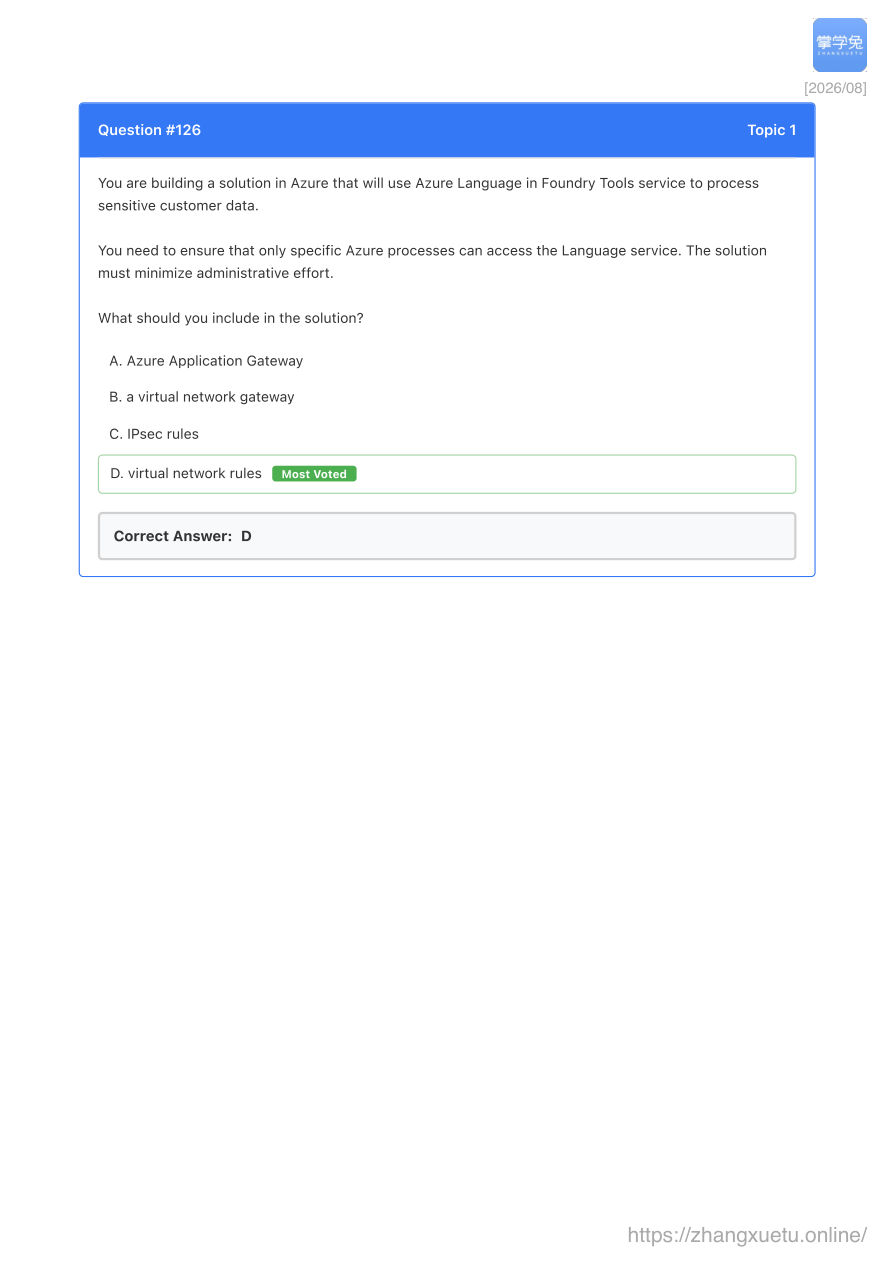 掌学兔
ZHANGXUETU
[2026/08]
Question #126 Topic 1
You are building a solution in Azure that will use Azure Language in Foundry Tools service to process
sensitive customer data.
You need to ensure that only specific Azure processes can access the Language service. The solution
must minimize administrative effort.
What should you include in the solution?
A. Azure Application Gateway
B. a virtual network gateway
C. IPsec rules
D. virtual network rules Most Voted
Correct Answer: D
https://zhangxuetu.online/